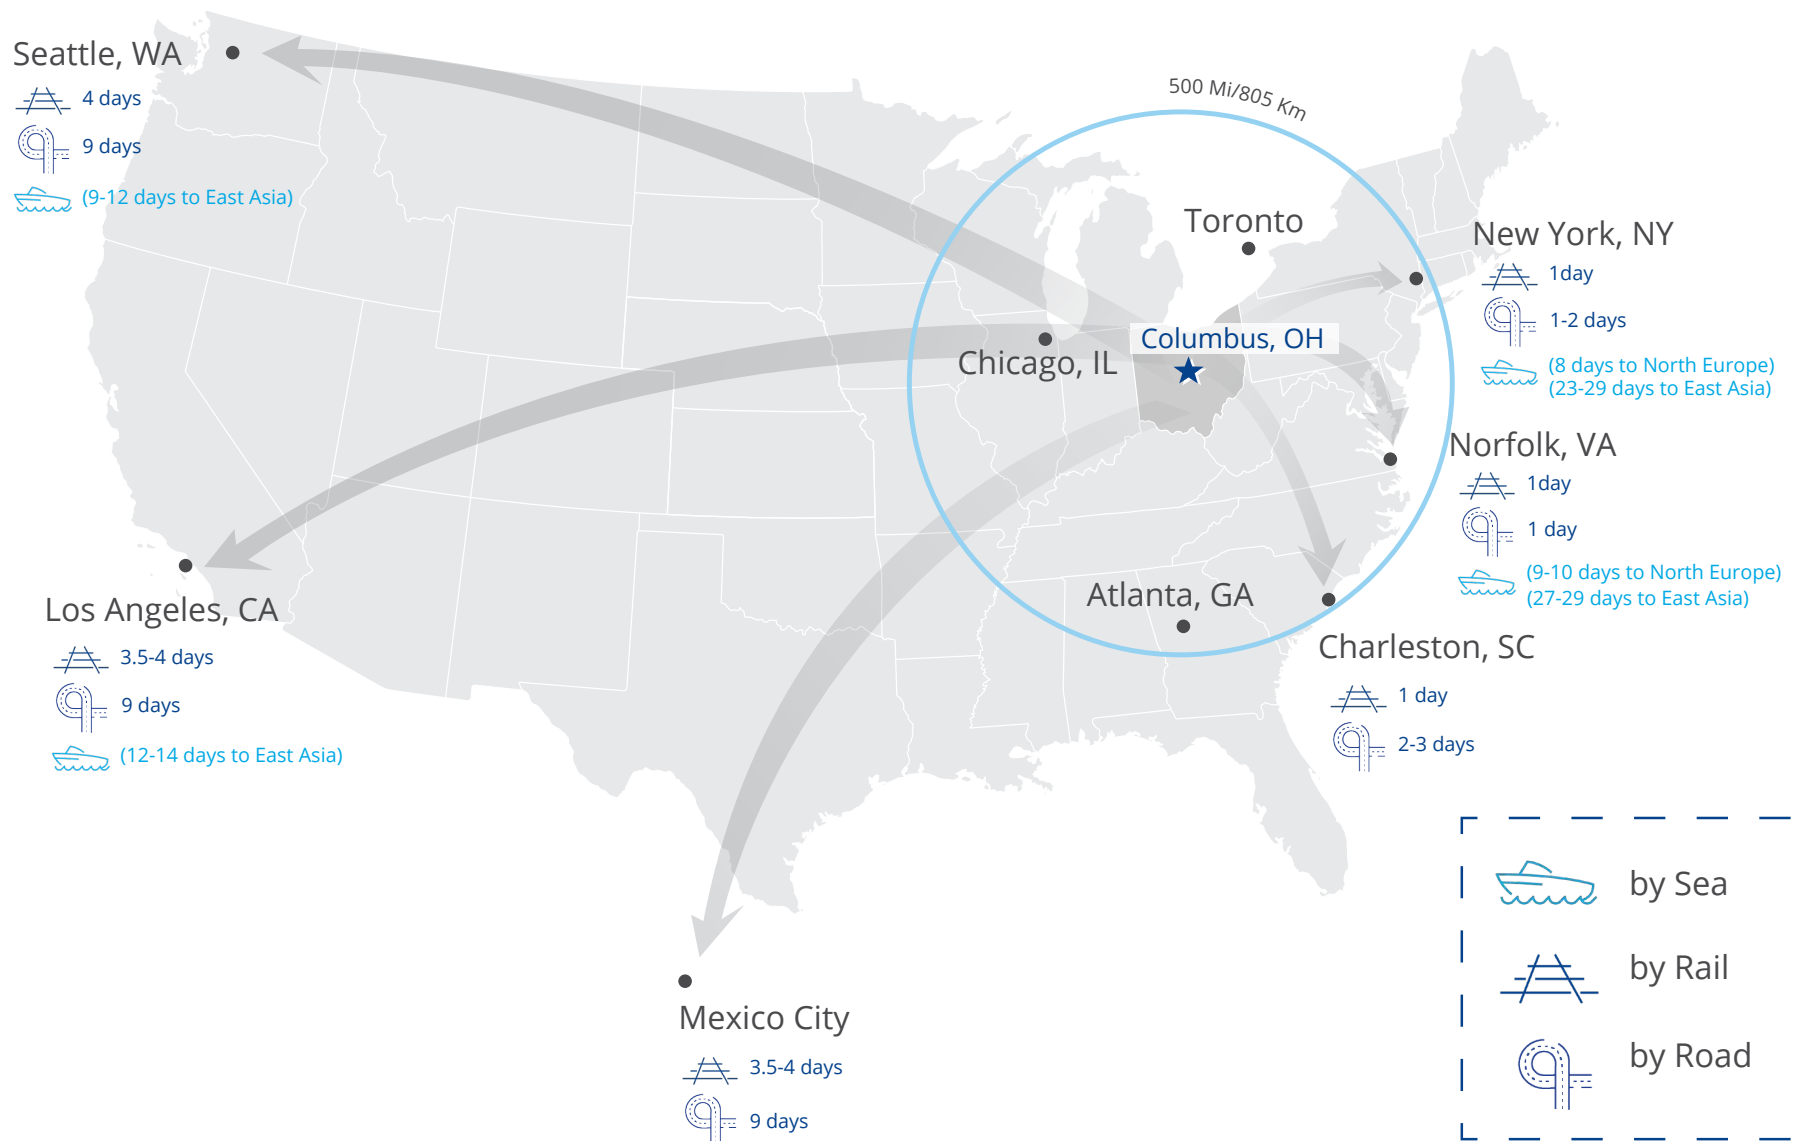 500 Mi/805 Km
Seattle, WA
4 days
9 days
(9-12 days to East Asia)
Toronto
New York, NY
1day
1-2 days
(8 days to North Europe)
(23-29 days to East Asia)
Columbus, OH
Chicago, IL
Norfolk, VA
1day
1 day
(9-10 days to North Europe)
(27-29 days to East Asia)
Los Angeles, CA
3.5-4 days
9 days
(12-14 days to East Asia)
Atlanta, GA
Charleston, SC
1 day
2-3 days
Mexico City
3.5-4 days
9 days
by Sea
by Rail
by Road